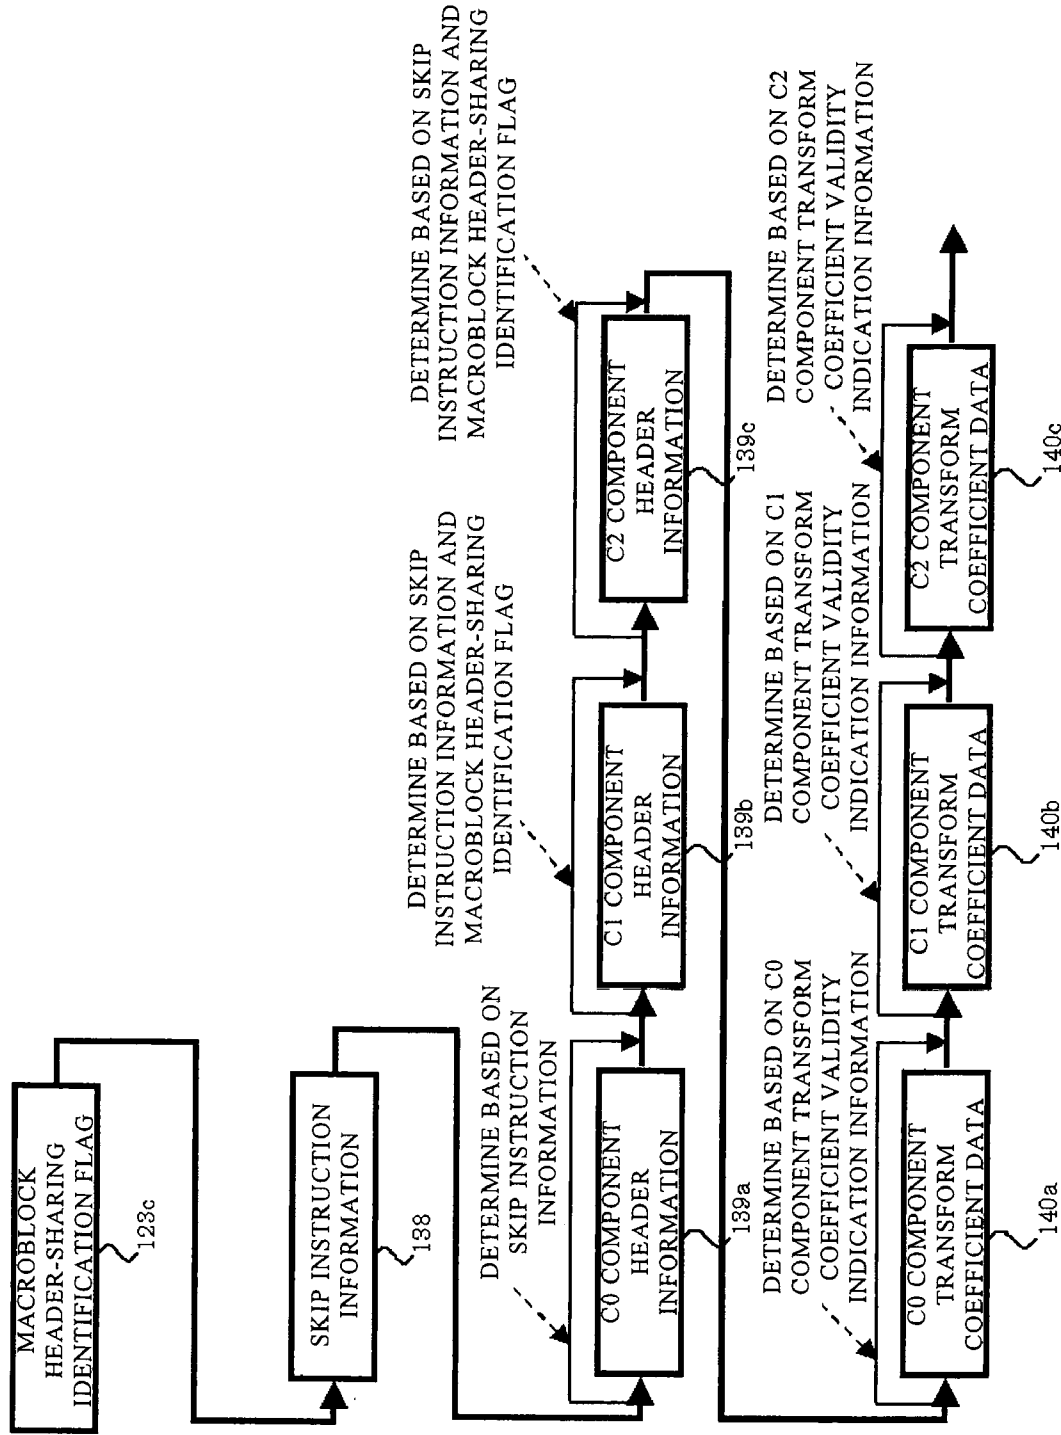 MACROBLOCK
HEADER-SHARING
IDENTIFICATION FLAG
123c
SKIP INSTRUCTION
INFORMATION
138
DETERMINE BASED ON
SKIP INSTRUCTION
INFORMATION
C0 COMPONENT
HEADER
INFORMATION
139a
DETERMINE BASED ON SKIP
INSTRUCTION INFORMATION AND
MACROBLOCK HEADER-SHARING
IDENTIFICATION FLAG
C1 COMPONENT
HEADER
INFORMATION
139b
DETERMINE BASED ON SKIP
INSTRUCTION INFORMATION AND
MACROBLOCK HEADER-SHARING
IDENTIFICATION FLAG
C2 COMPONENT
HEADER
INFORMATION
139c
DETERMINE BASED ON C0
COMPONENT TRANSFORM
COEFFICIENT VALIDITY
INDICATION INFORMATION
C0 COMPONENT
TRANSFORM
COEFFICIENT DATA
140a
DETERMINE BASED ON C1
COMPONENT TRANSFORM
COEFFICIENT VALIDITY
INDICATION INFORMATION
C1 COMPONENT
TRANSFORM
COEFFICIENT DATA
140b
DETERMINE BASED ON C2
COMPONENT TRANSFORM
COEFFICIENT VALIDITY
INDICATION INFORMATION
C2 COMPONENT
TRANSFORM
COEFFICIENT DATA
140c